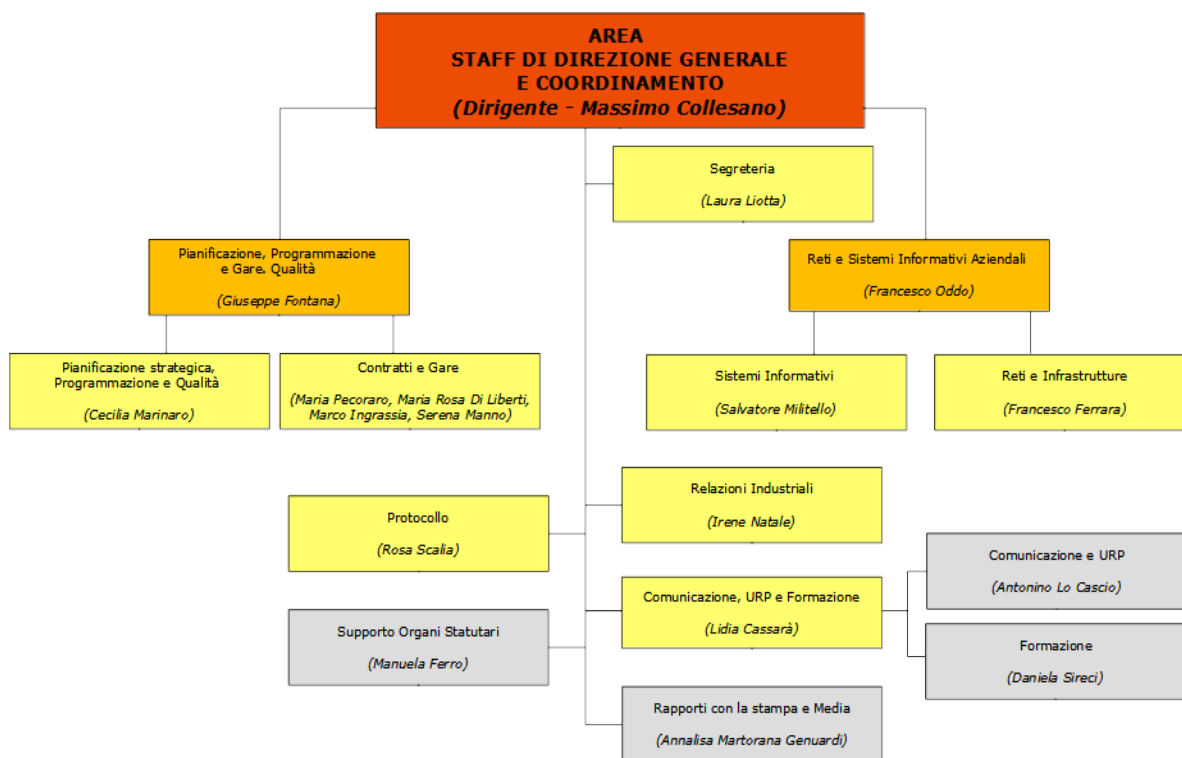 AREA
STAFF DI DIREZIONE GENERALE
E COORDINAMENTO
(Dirigente - Massimo Collesano)
Segreteria
(Laura Liotta)
Pianificazione, Programmazione
e Gare. Qualità
(Giuseppe Fontana)
Reti e Sistemi Informativi Aziendali
(Francesco Oddo)
Pianificazione strategica,
Programmazione e Qualità
(Cecilia Marinaro)
Contratti e Gare
(Maria Pecoraro, Maria Rosa Di Liberti,
Marco Ingrassia, Serena Manno)
Sistemi Informativi
(Salvatore Militello)
Reti e Infrastrutture
(Francesco Ferrara)
Relazioni Industriali
(Irene Natale)
Protocollo
(Rosa Scalia)
Comunicazione e URP
(Antonino Lo Cascio)
Comunicazione, URP e Formazione
(Lidia Cassarà)
Supporto Organi Statutari
(Manuela Ferro)
Formazione
(Daniela Sireci)
Rapporti con la stampa e Media
(Annalisa Martorana Genuardi)